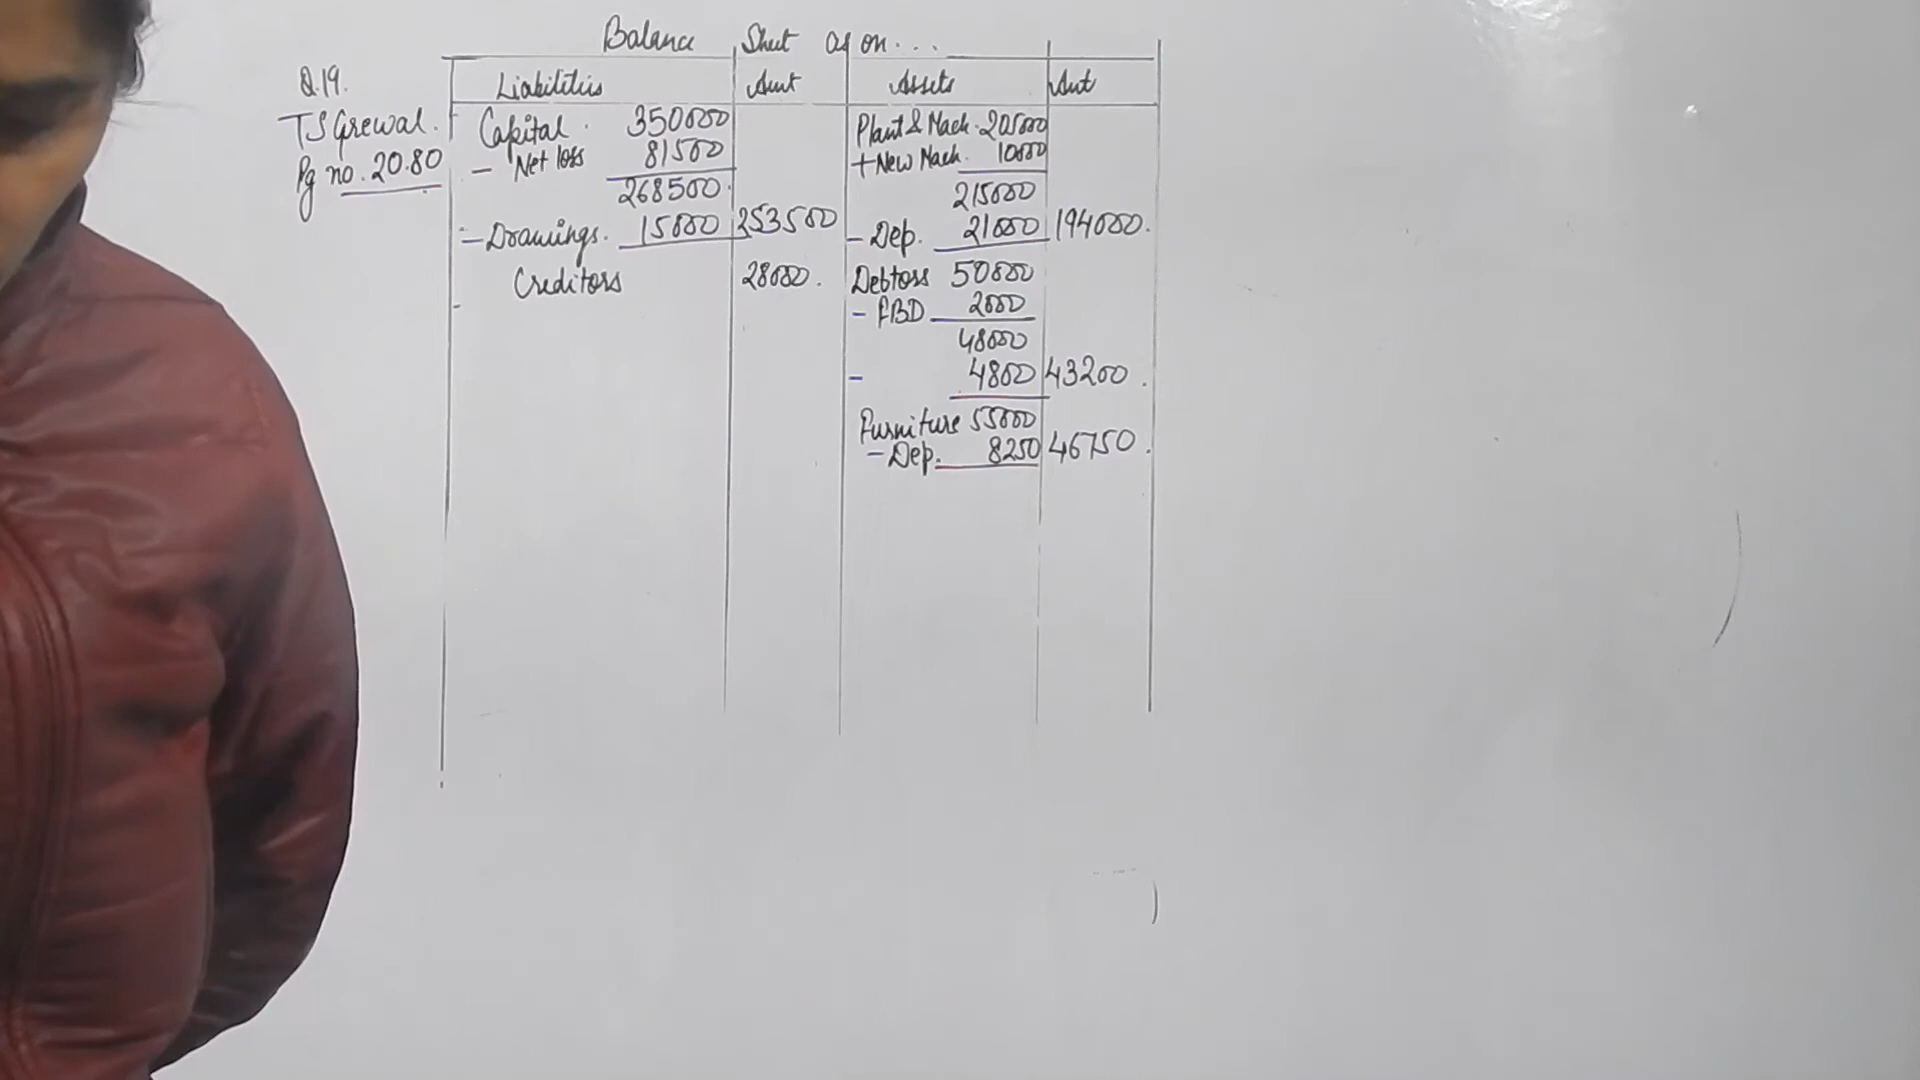 Balance Sheet as on....
Q.19.
TS Grewal.
Pg no. 20.80
Liabilities Amt Assets Amt
Capital. 350000 Plant & Mach. 205000
- Net loss 81500 + New Mach. 10000
268500. 215000
- Drawings. 15000 253500 - Dep. 21000 194000.
Creditors 28000. Debtors 50000
- FBD 2000
48000
- 4800 43200.
Furniture 55000
- Dep. 8250 46750.